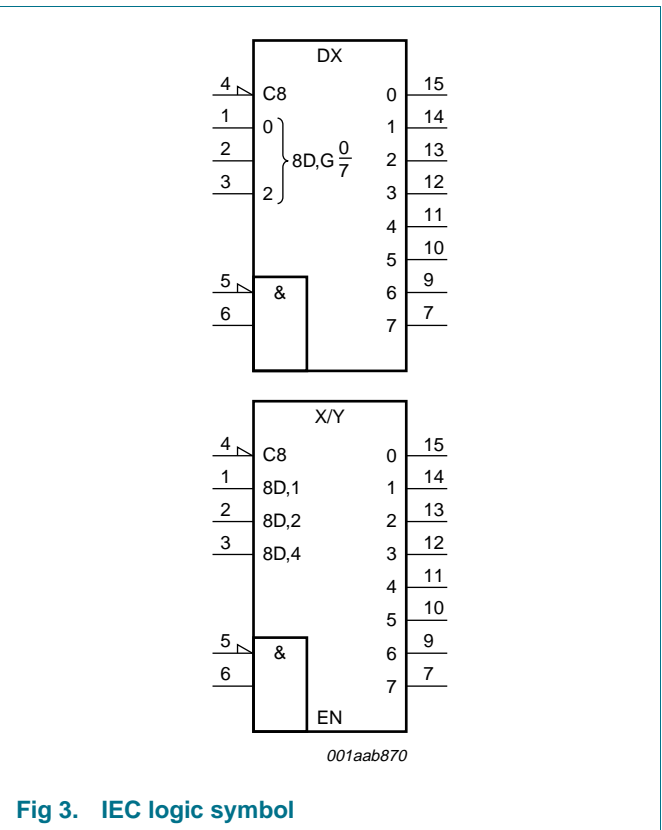 DX
4 C8 0 15
1 0 1 14
2 8D,G 0/7 2 13
3 2 3 12
4 11
5 10
5 & 6 9
6 7 7
X/Y
4 C8 0 15
1 8D,1 1 14
2 8D,2 2 13
3 8D,4 3 12
4 11
5 10
5 & 6 9
6 7 7
EN
001aab870
Fig 3. IEC logic symbol